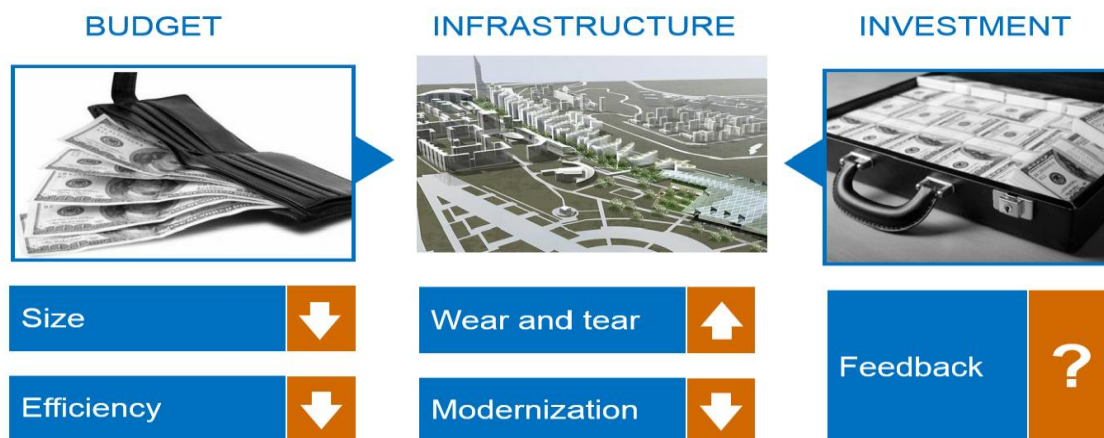 BUDGET
INFRASTRUCTURE
INVESTMENT
Size
Wear and tear
Feedback
?
Efficiency
Modernization